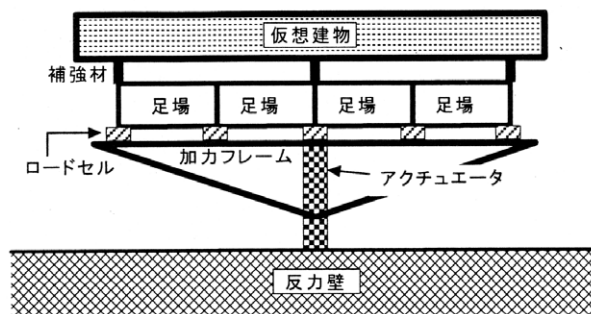 仮想建物
補強材
足場 足場 足場 足場
ロードセル
加力フレーム
アクチュエータ
反力壁